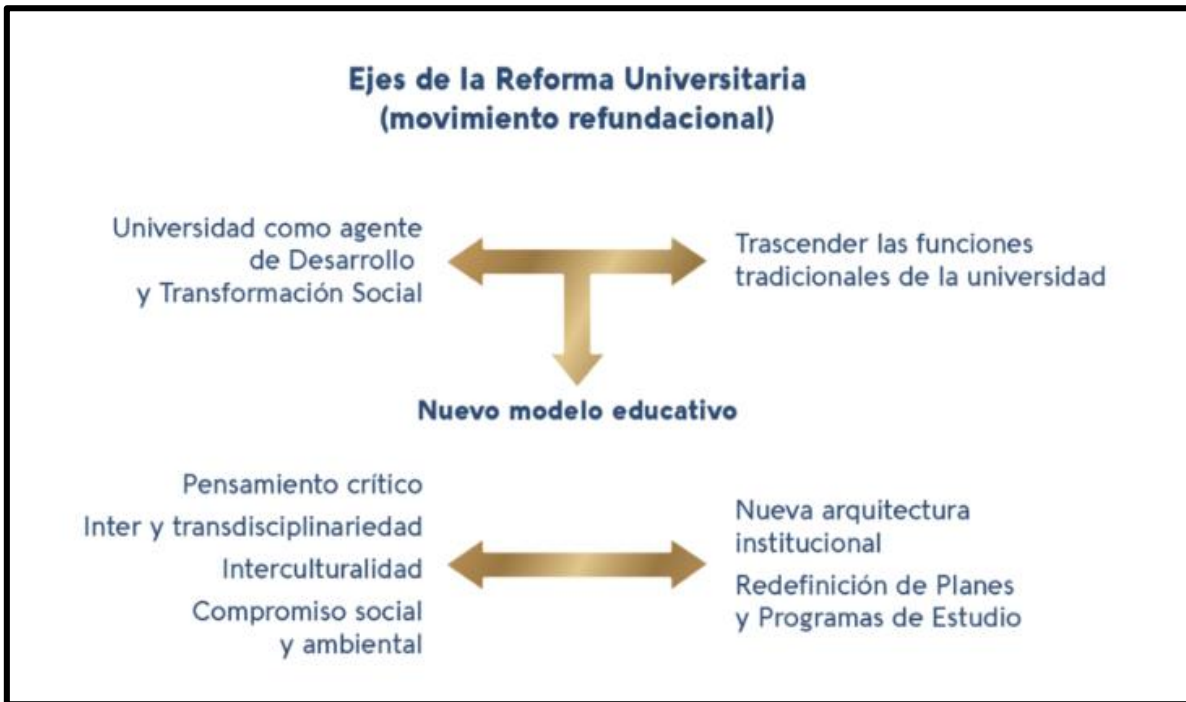 Ejes de la Reforma Universitaria
(movimiento refundacional)
Universidad como agente
de Desarrollo
y Transformación Social
Trascender las funciones
tradicionales de la universidad
Nuevo modelo educativo
Pensamiento crítico
Inter y transdisciplinariedad
Interculturalidad
Compromiso social
y ambiental
Nueva arquitectura
institucional
Redefinición de Planes
y Programas de Estudio